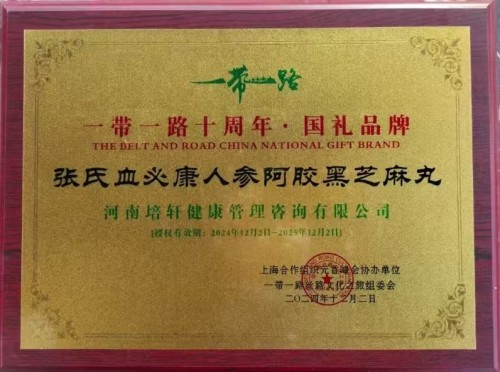 一带一路
一带一路十周年·国礼品牌
THE BELT AND ROAD CHINA NATIONAL GIFT BRAND
张氏血必康人参阿胶黑芝麻丸
河南培轩健康管理咨询有限公司
[授权有效期：2024年12月2日-2029年12月2日]
上海合作组织元首峰会协办单位
一带一路丝路文化之旅组委会
二〇二四年十二月二日